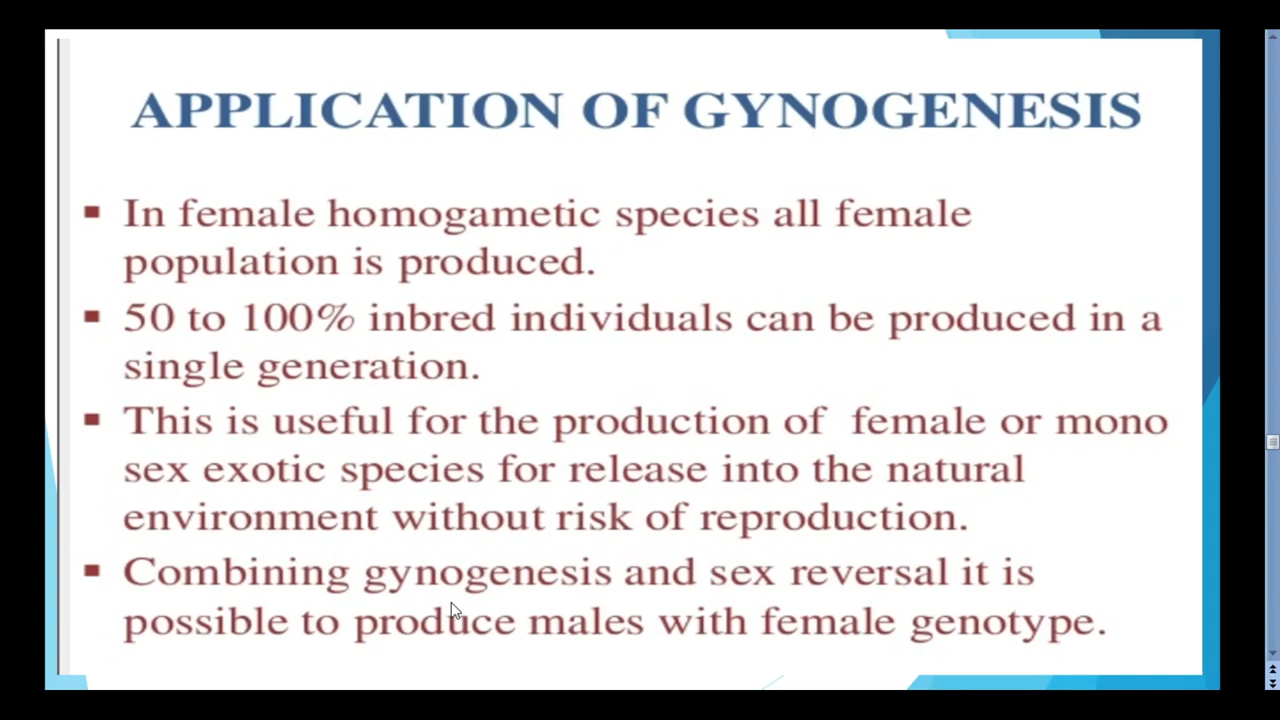 APPLICATION OF GYNOGENESIS
▪ In female homogametic species all female
population is produced.
▪ 50 to 100% inbred individuals can be produced in a
single generation.
▪ This is useful for the production of female or mono
sex exotic species for release into the natural
environment without risk of reproduction.
▪ Combining gynogenesis and sex reversal it is
possible to produce males with female genotype.